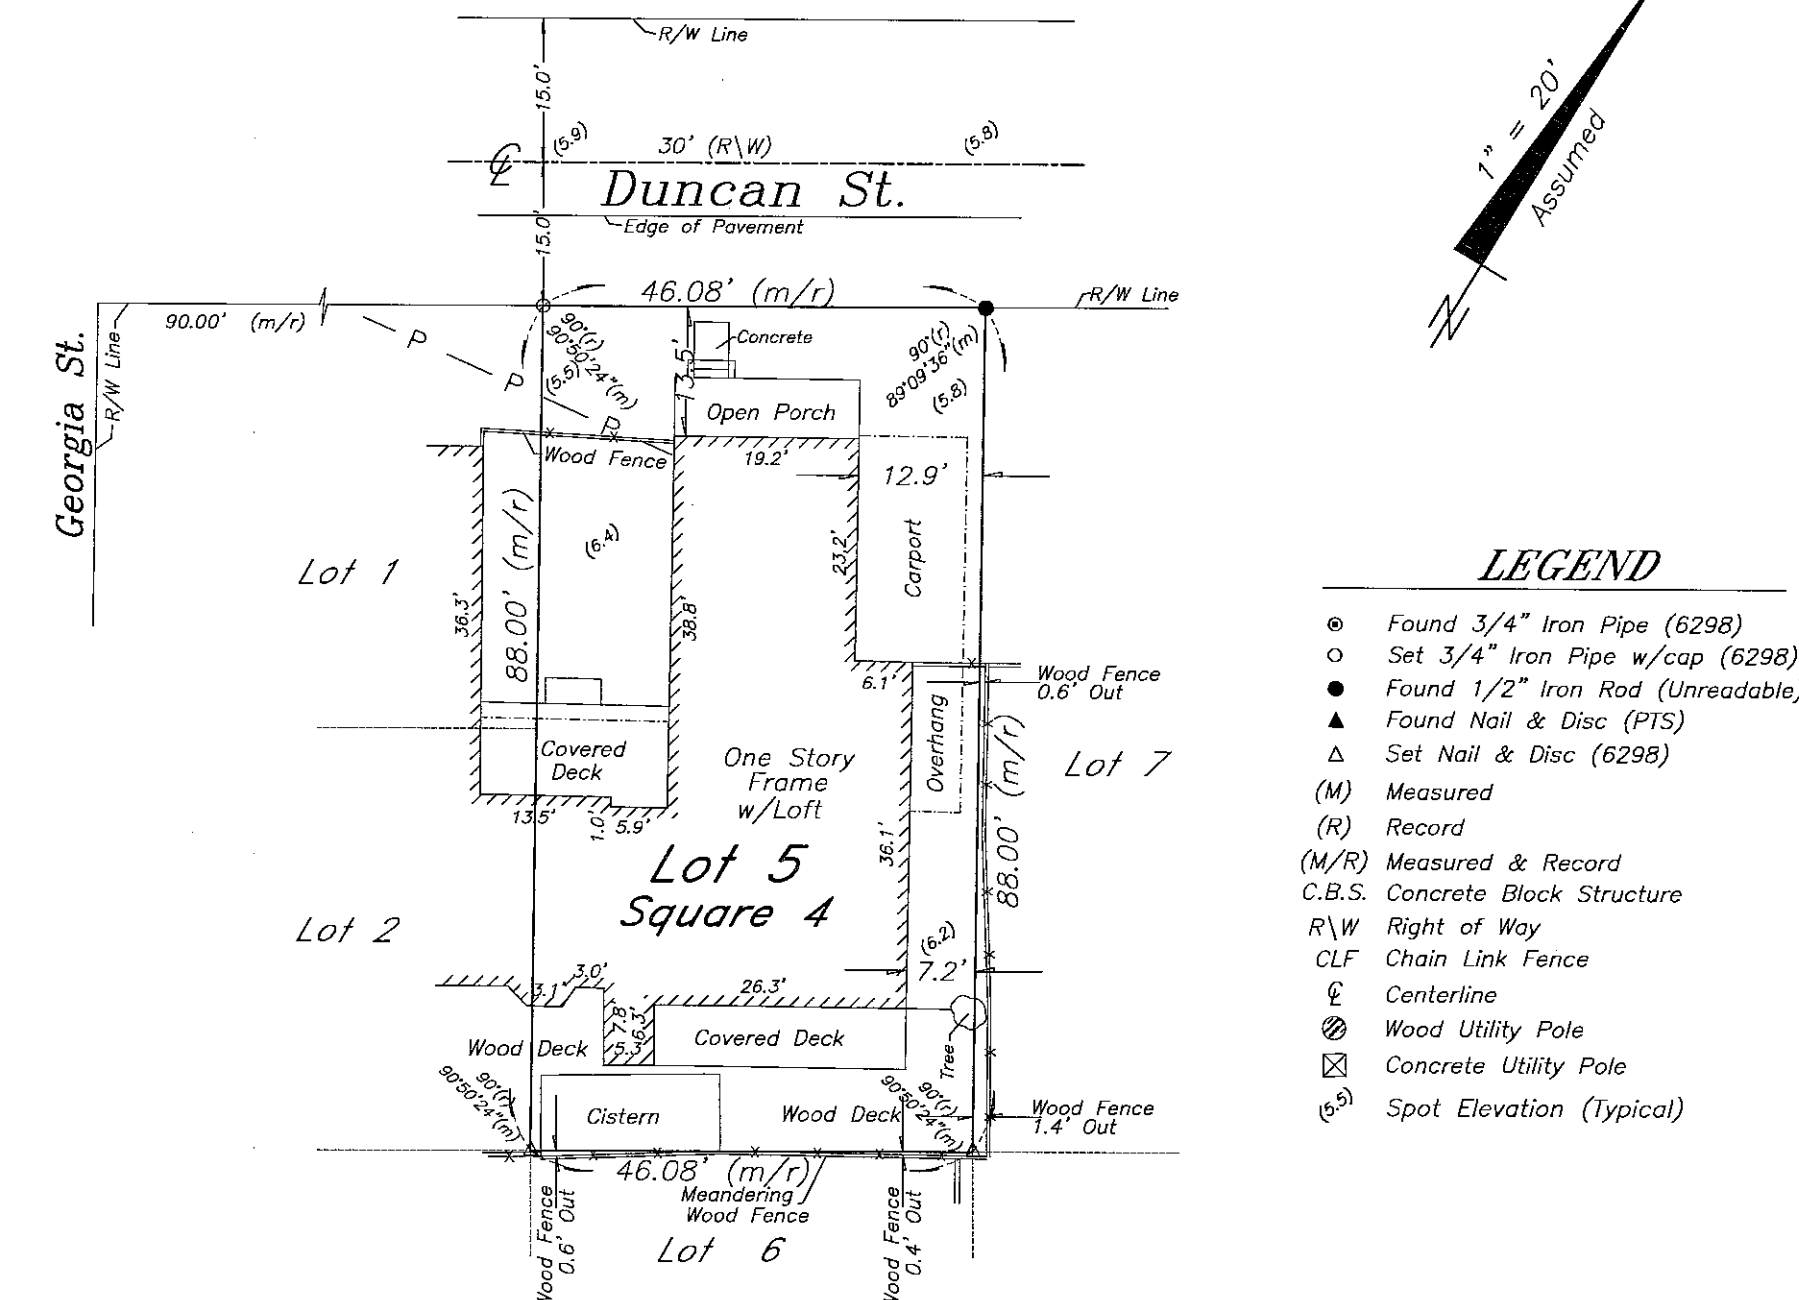 R/W Line
15.0'
1" = 20'
Assumed
N
(5.9)
30' (R\W)
(5.8)
℄
Duncan St.
Edge of Pavement
15.0'
46.08' (m/r)
R/W Line
90.00' (m/r)
Georgia St.
R/W Line
P
P
P
90°(r)
90°50'24"(m)
(5.5)
13.5'
Concrete
90°(r)
89°09'36"(m)
(5.8)
Open Porch
Wood Fence
19.2'
12.9'
88.00' (m/r)
(6.4)
Carport
23.2'
Lot 1
36.3'
38.8'
6.1'
Wood Fence
0.6' Out
Overhang
Covered
Deck
One Story
Frame
w/Loft
Lot 7
88.00' (m/r)
13.5'
1.0'
5.9'
36.1'
Lot 5
Square 4
Lot 2
(6.2)
7.2'
3.0'
3.1'
26.3'
7.8'
6.3'
5.3'
Covered Deck
Wood Deck
Tree
90°(r)
90°50'24"(m)
Cistern
Wood Deck
90°(r)
90°50'24"(m)
Wood Fence
1.4' Out
46.08' (m/r)
Meandering
Wood Fence
Wood Fence
0.6' Out
Wood Fence
0.4' Out
Lot 6
LEGEND
Found 3/4" Iron Pipe (6298)
Set 3/4" Iron Pipe w/cap (6298)
Found 1/2" Iron Rod (Unreadable)
Found Nail & Disc (PTS)
Set Nail & Disc (6298)
(M) Measured
(R) Record
(M/R) Measured & Record
C.B.S. Concrete Block Structure
R\W Right of Way
CLF Chain Link Fence
℄ Centerline
Wood Utility Pole
Concrete Utility Pole
(5.5) Spot Elevation (Typical)